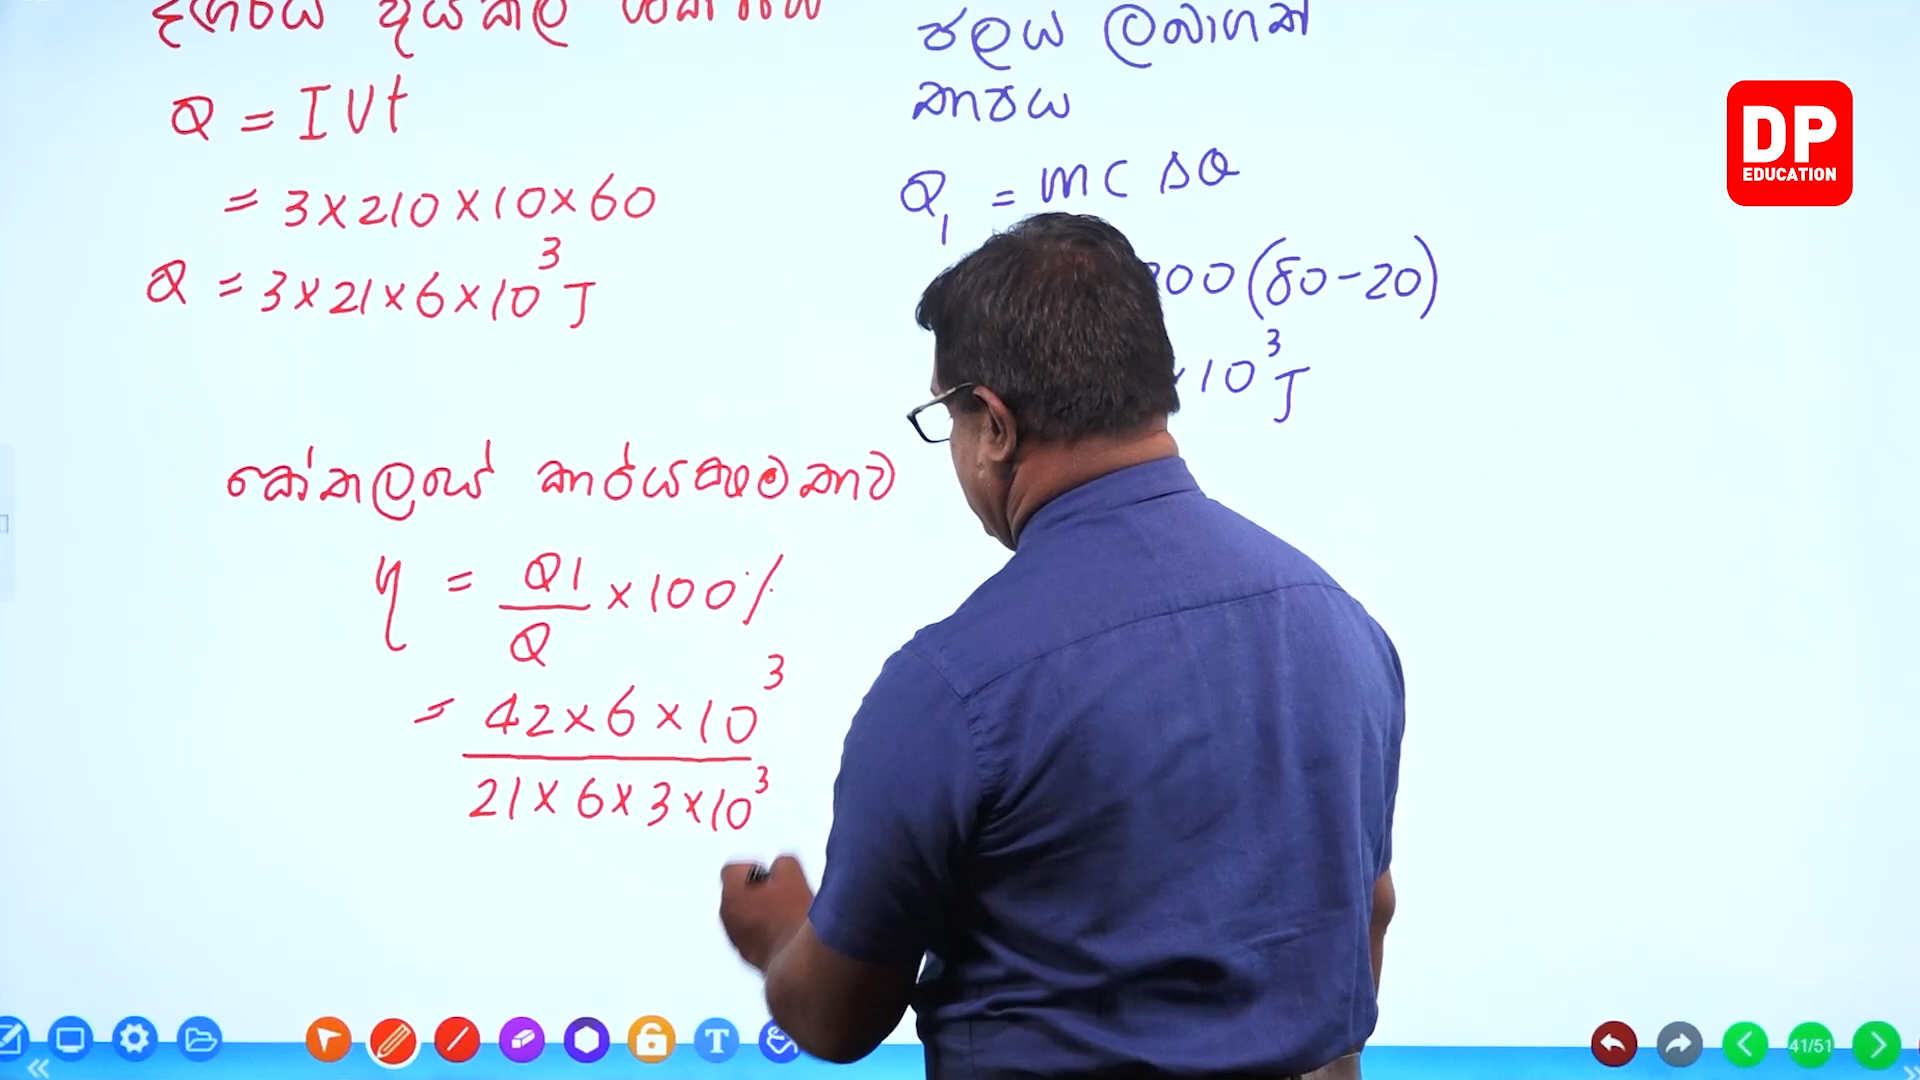 දඟරය
Q = IVt
= 3×210×10×60
Q = 3×21×6×10³ J
කේතලයේ කාර්යක්ෂමතාව
η = Q1/Q × 100%
= 42×6×10³
21×6×3×10³
ජලය ලබාගත්
තාපය
Q₁ = mcΔθ
00(80-20)
×10³ J
DP
EDUCATION
T
41/51